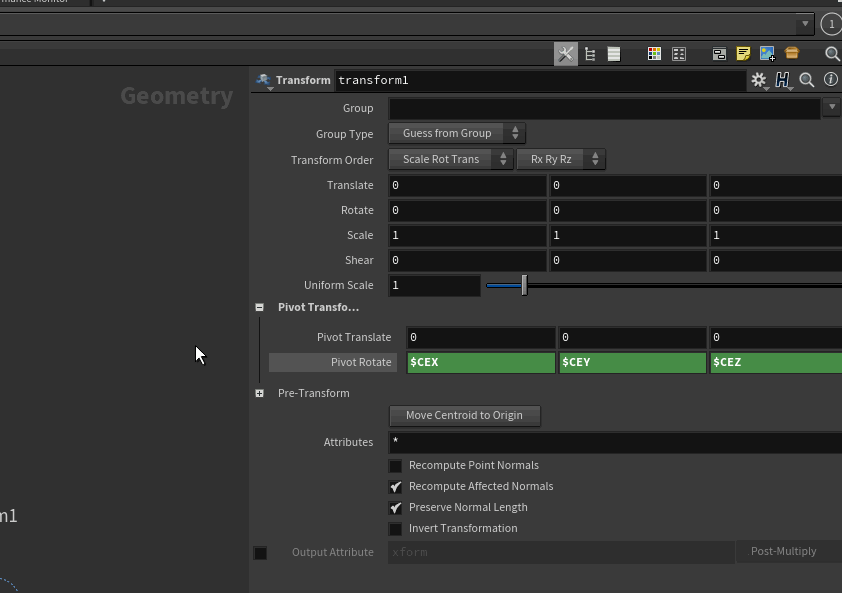 mance Monitor
1
Transform transform1
Geometry
Group
Group Type Guess from Group
Transform Order Scale Rot Trans Rx Ry Rz
Translate 0 0 0
Rotate 0 0 0
Scale 1 1 1
Shear 0 0 0
Uniform Scale 1
Pivot Transfo...
Pivot Translate 0 0 0
Pivot Rotate $CEX $CEY $CEZ
Pre-Transform
Move Centroid to Origin
Attributes *
Recompute Point Normals
Recompute Affected Normals
Preserve Normal Length
m1
Invert Transformation
Output Attribute xform Post-Multiply